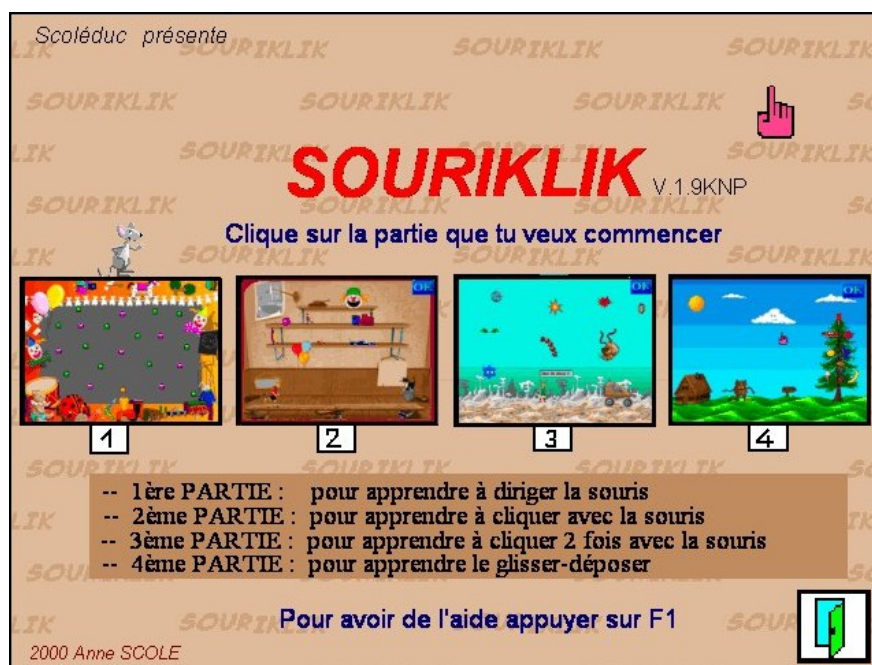 Scoléduc présente
SOURIKLIK V.1.9KNP
Clique sur la partie que tu veux commencer
OK OK OK
1 2 3 4
-- 1ère PARTIE : pour apprendre à diriger la souris
-- 2ème PARTIE : pour apprendre à cliquer avec la souris
-- 3ème PARTIE : pour apprendre à cliquer 2 fois avec la souris
-- 4ème PARTIE : pour apprendre le glisser-déposer
Pour avoir de l'aide appuyer sur F1
2000 Anne SCOLE